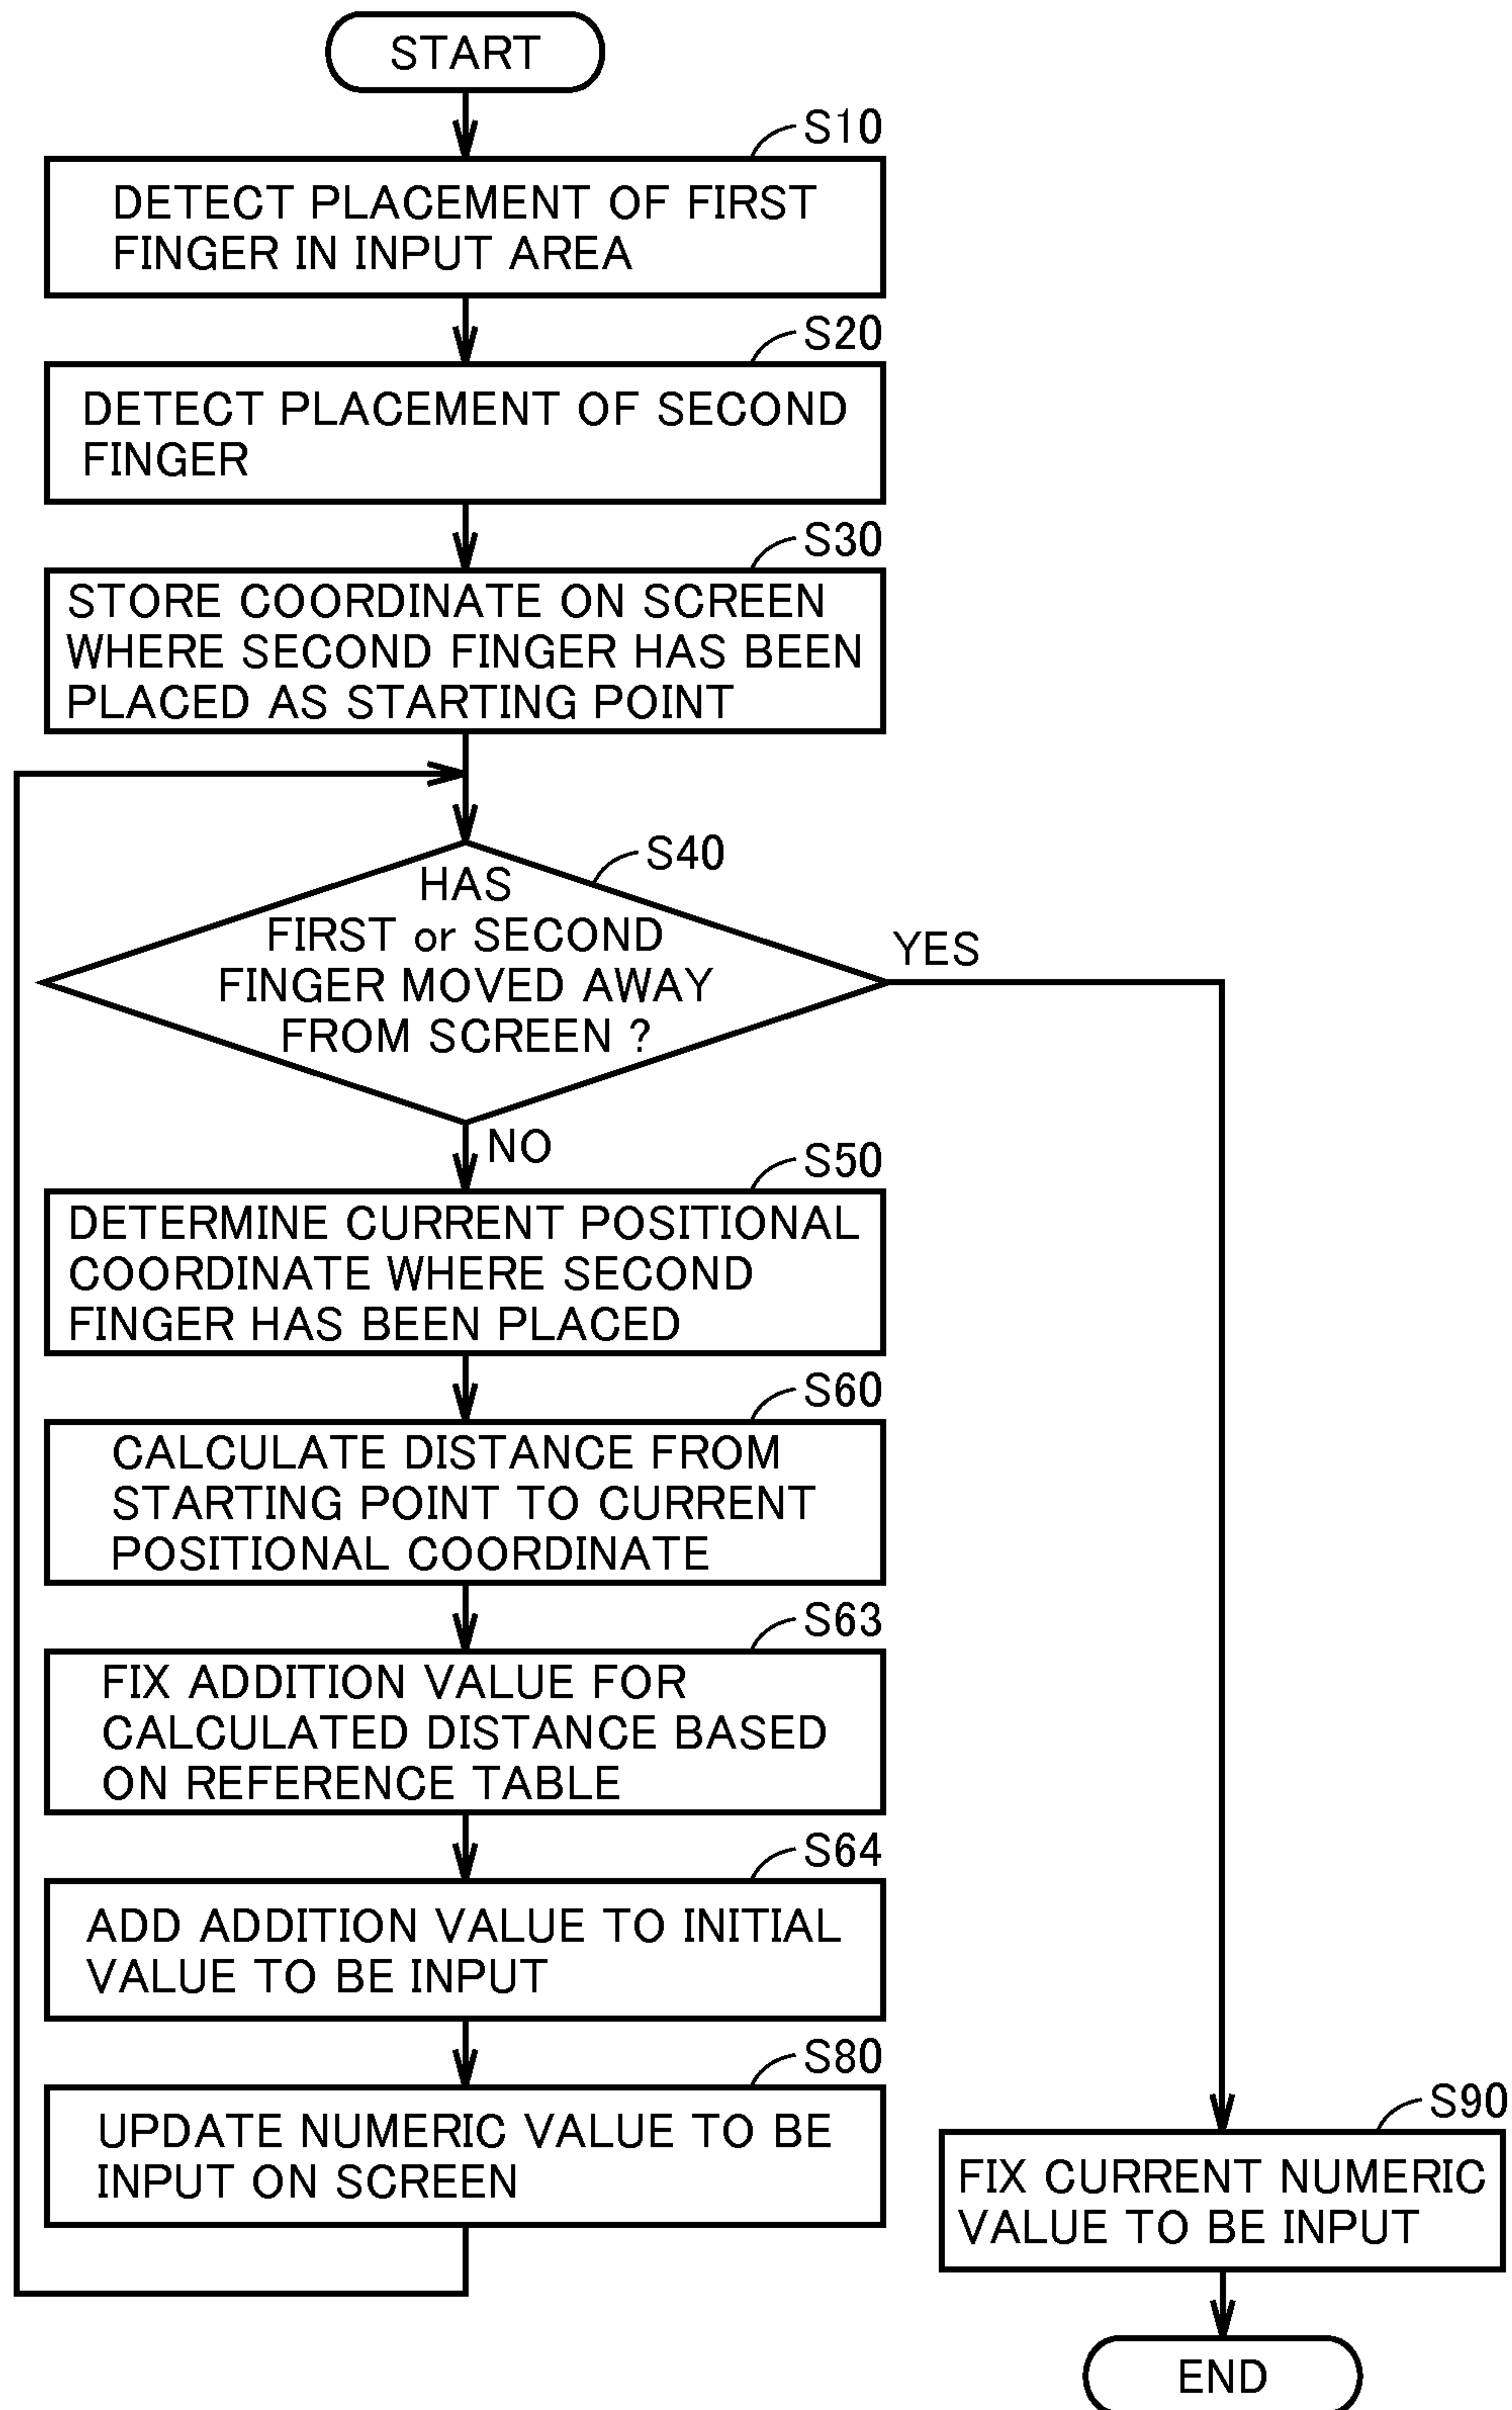 START
S10
DETECT PLACEMENT OF FIRST
FINGER IN INPUT AREA
S20
DETECT PLACEMENT OF SECOND
FINGER
S30
STORE COORDINATE ON SCREEN
WHERE SECOND FINGER HAS BEEN
PLACED AS STARTING POINT
S40
HAS
FIRST or SECOND
FINGER MOVED AWAY
FROM SCREEN ?
YES
NO
S50
DETERMINE CURRENT POSITIONAL
COORDINATE WHERE SECOND
FINGER HAS BEEN PLACED
S60
CALCULATE DISTANCE FROM
STARTING POINT TO CURRENT
POSITIONAL COORDINATE
S63
FIX ADDITION VALUE FOR
CALCULATED DISTANCE BASED
ON REFERENCE TABLE
S64
ADD ADDITION VALUE TO INITIAL
VALUE TO BE INPUT
S80
UPDATE NUMERIC VALUE TO BE
INPUT ON SCREEN
S90
FIX CURRENT NUMERIC
VALUE TO BE INPUT
END